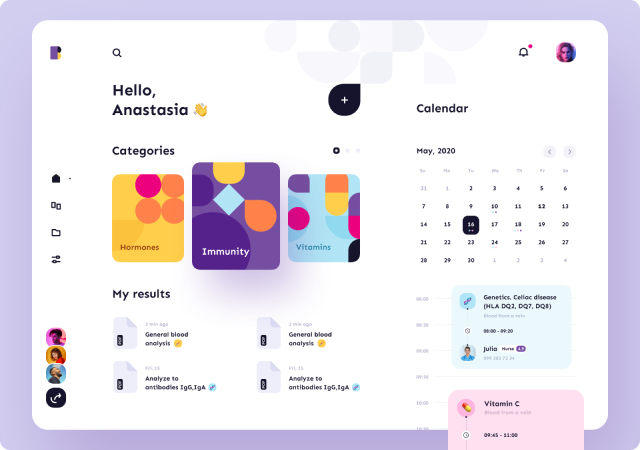 Hello,
Anastasia 👋
Categories
Hormones
Immunity
Vitamins
My results
2 min ago
General blood
analysis
PDF
2 min ago
General blood
analysis
PDF
Fri, 15
Analyze to
antibodies IgG,IgA
PDF
Fri, 15
Analyze to
antibodies IgG,IgA
PDF
Calendar
May, 2020
Su Mo Tu We Th Fr Sa
31 1 2 3 4 5 6
7 8 9 10 11 12 13
14 15 16 17 18 19 20
21 22 23 24 25 26 27
28 29 30 1 2 3 4
08:00
08:30
09:00
09:30
10:00
10:30
Genetics. Celiac disease
(HLA DQ2, DQ7, DQ8)
Blood from a vein
08:00 - 09:20
Julia Nurse 4.9
Vitamin C
Blood from a vein
09:45 - 11:00